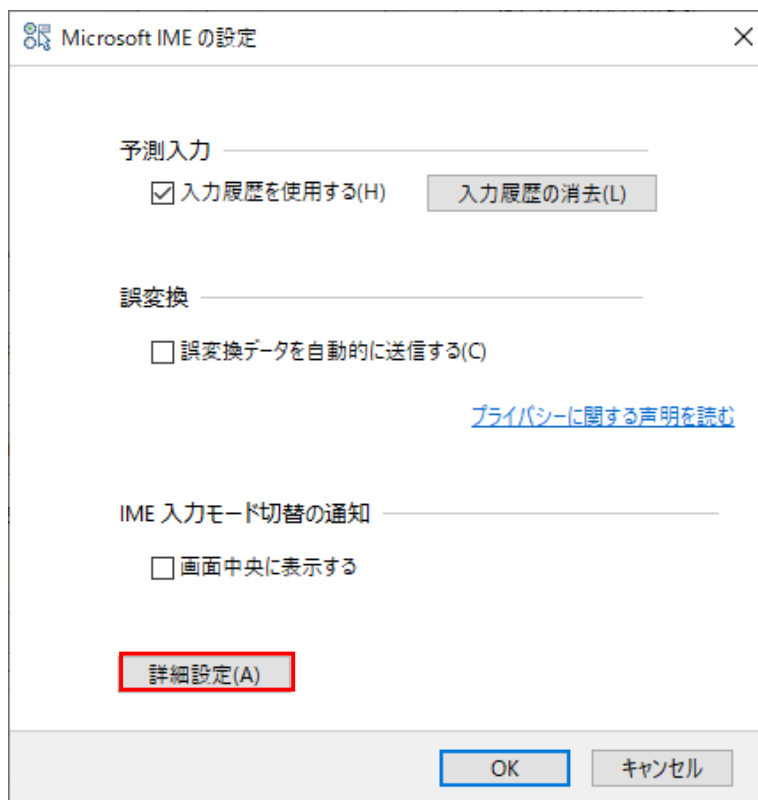 Microsoft IME の設定
予測入力
入力履歴を使用する(H)
入力履歴の消去(L)
誤変換
誤変換データを自動的に送信する(C)
プライバシーに関する声明を読む
IME 入力モード切替の通知
画面中央に表示する
詳細設定(A)
OK
キャンセル